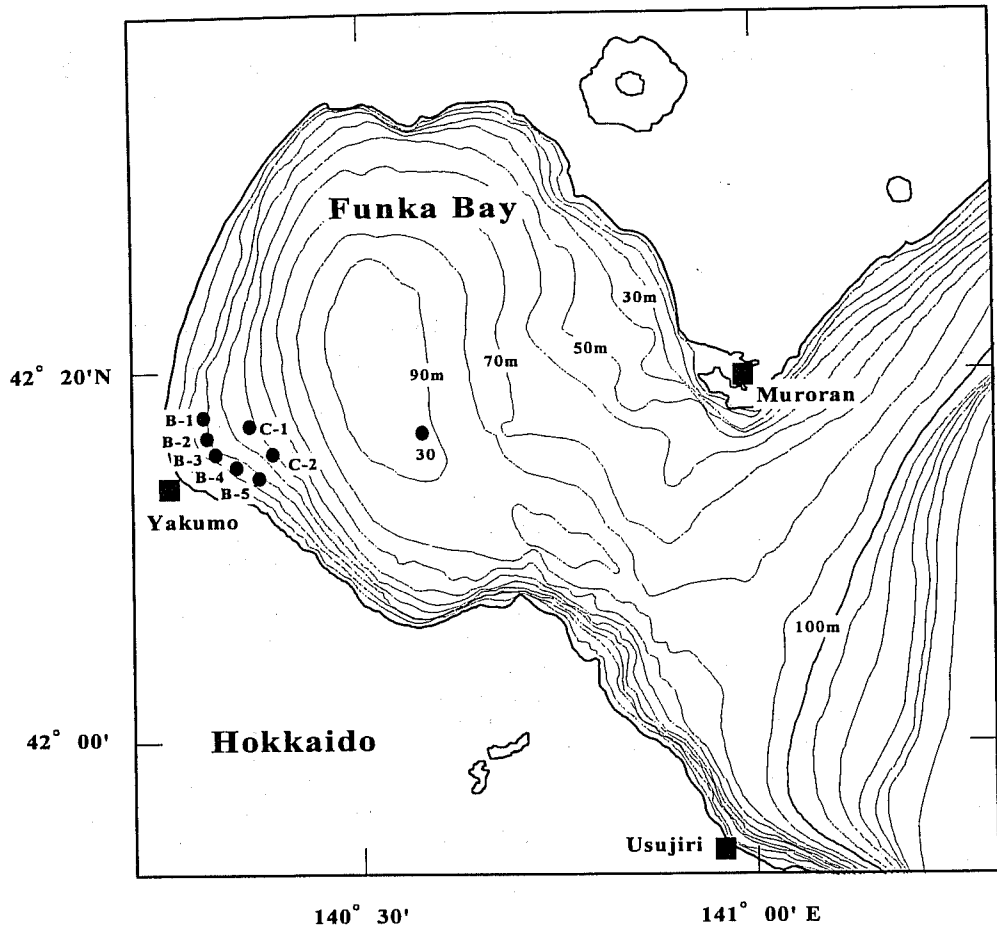 Funka Bay
30m
50m
70m
90m
42° 20'N
Muroran
B-1
C-1
B-2
30
B-3
C-2
B-4
B-5
Yakumo
100m
42° 00'
Hokkaido
Usujiri
140° 30'
141° 00' E